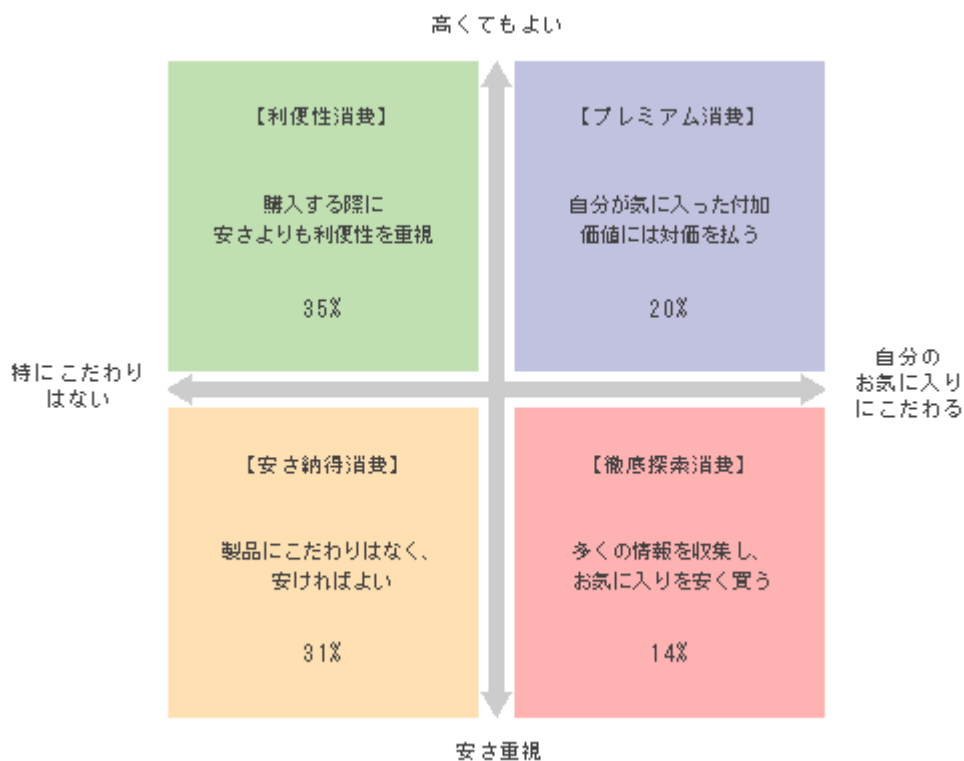 高くてもよい
【利便性消費】
購入する際に
安さよりも利便性を重視
35%
【プレミアム消費】
自分が気に入った付加
価値には対価を払う
20%
特にこだわり
はない
自分の
お気に入り
にこだわる
【安さ納得消費】
製品にこだわりはなく、
安ければよい
31%
【徹底探索消費】
多くの情報を収集し、
お気に入りを安く買う
14%
安さ重視